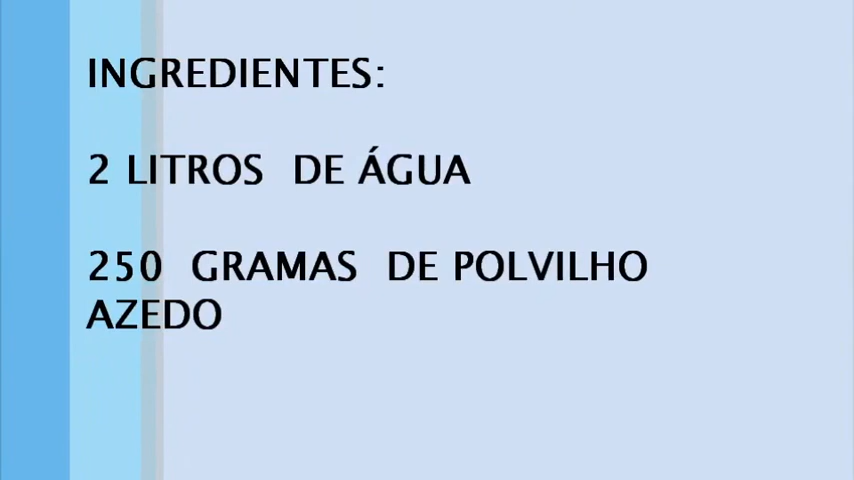 INGREDIENTES:
2 LITROS DE ÁGUA
250 GRAMAS DE POLVILHO
AZEDO